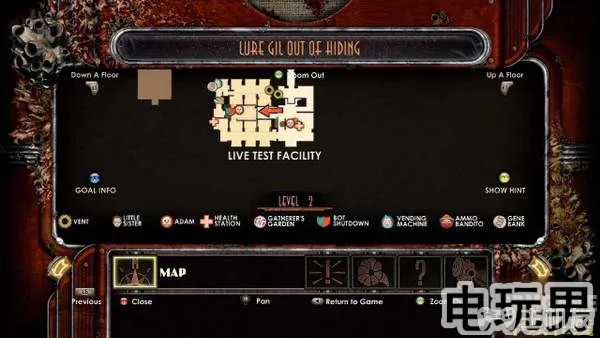 LURE GIL OUT OF HIDING
Down A Floor
Zoom Out
Up A Floor
LIVE TEST FACILITY
GOAL INFO
SHOW HINT
LEVEL 2
VENT
LITTLE SISTER
ADAM
HEALTH STATION
GATHERER'S GARDEN
BOT SHUTDOWN
VENDING MACHINE
AMMO BANDITO
GENE BANK
MAP
Previous
Close
Pan
Return to Game
Zoom
电玩男